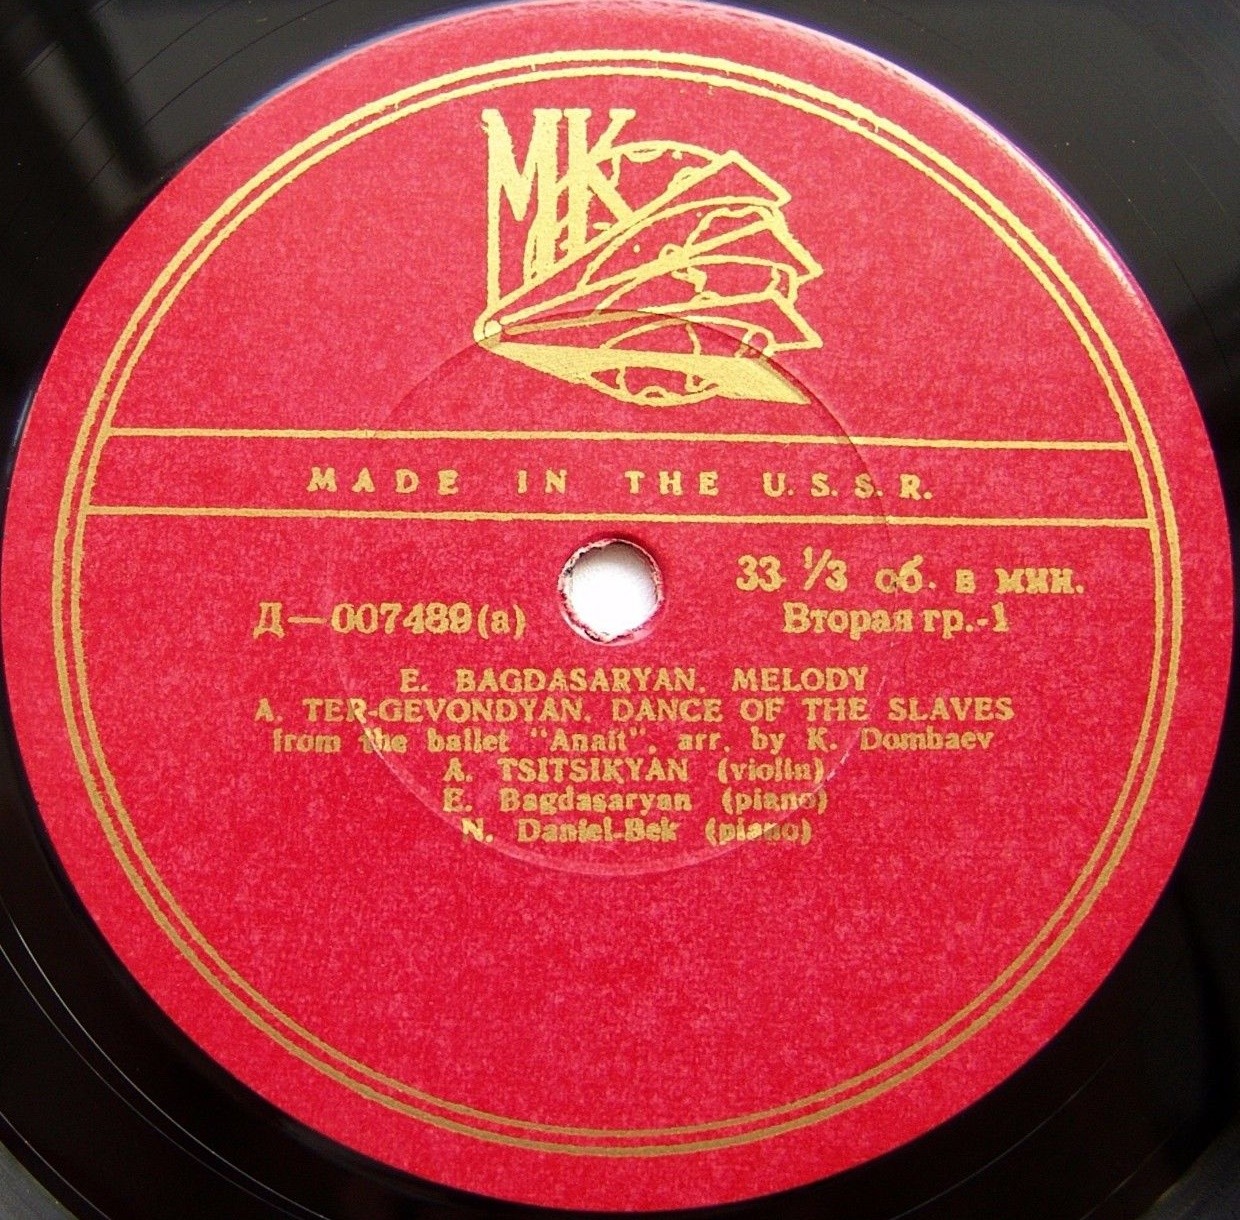 MK
MADE IN THE U.S.S.R.
33 ⅓ об. в мин.
Д—007489(а) Вторая гр.-1
E. BAGDASARYAN. MELODY
A. TER-GEVONDYAN. DANCE OF THE SLAVES
from the ballet "Anait", arr. by K. Dombaev
A. TSITSIKYAN (violin)
E. Bagdasaryan (piano)
N. Daniel-Bek (piano)